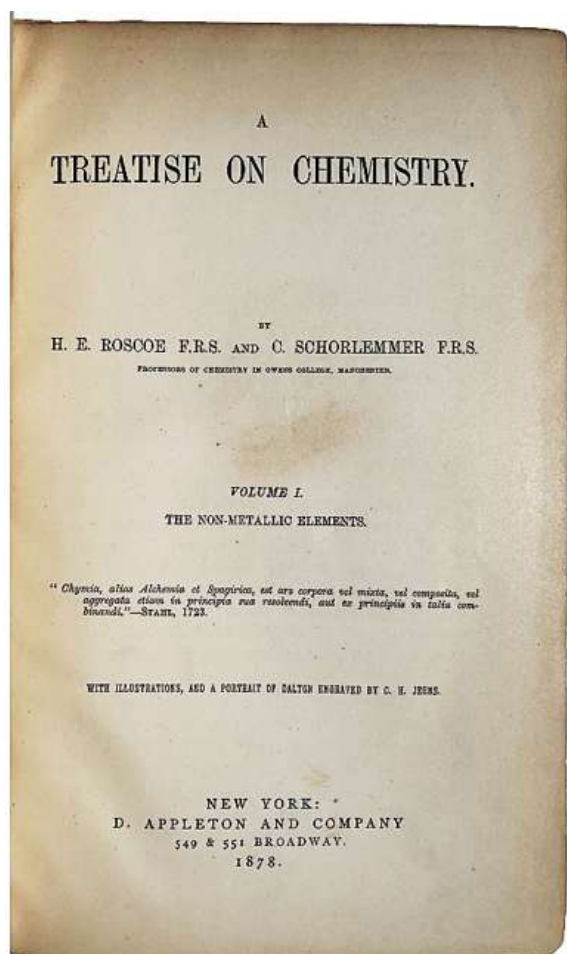 A
TREATISE ON CHEMISTRY.
BY
H. E. ROSCOE F.R.S. AND C. SCHORLEMMER F.R.S.
PROFESSORS OF CHEMISTRY IN OWENS COLLEGE, MANCHESTER.
VOLUME I.
THE NON-METALLIC ELEMENTS.
“ Chymia, alias Alchemia et Spagirica, est ars corpora vel mixta, vel composita, vel
aggregata etiam in principia sua resolvendi, aut ex principiis in talia com-
binandi.”—STAHL, 1723.
WITH ILLUSTRATIONS, AND A PORTRAIT OF DALTON ENGRAVED BY C. H. JEENS.
NEW YORK:
D. APPLETON AND COMPANY
549 & 551 BROADWAY.
1878.